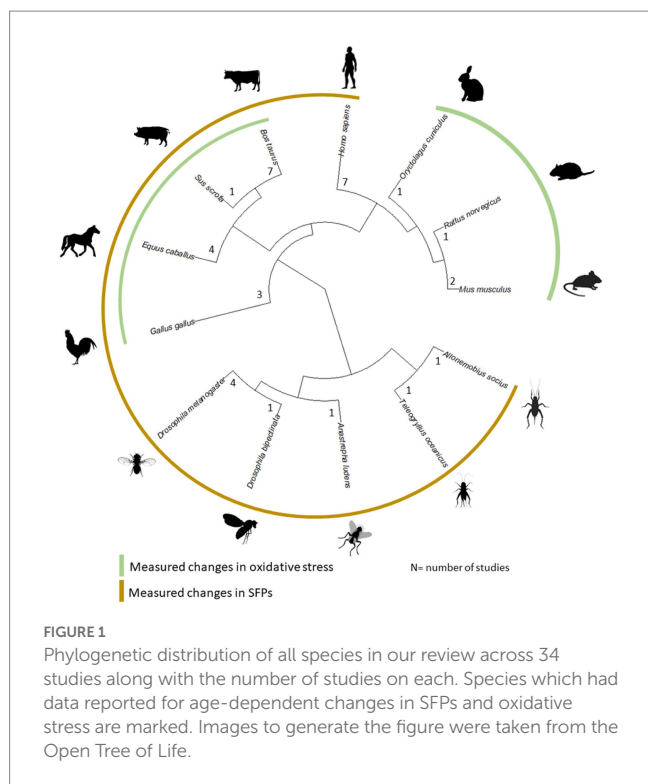 Homo sapiens
7
Bos taurus
7
Sus scrofa
1
Equus caballus
4
Gallus gallus
3
Oryctolagus cuniculus
1
Rattus norvegicus
1
Mus musculus
2
Allonemobius socius
1
Teleogryllus oceanicus
1
Anastrepha ludens
1
Drosophila bipectinata
1
Drosophila melanogaster
4
Measured changes in oxidative stress
N= number of studies
Measured changes in SFPs
FIGURE 1
Phylogenetic distribution of all species in our review across 34
studies along with the number of studies on each. Species which had
data reported for age-dependent changes in SFPs and oxidative
stress are marked. Images to generate the figure were taken from the
Open Tree of Life.